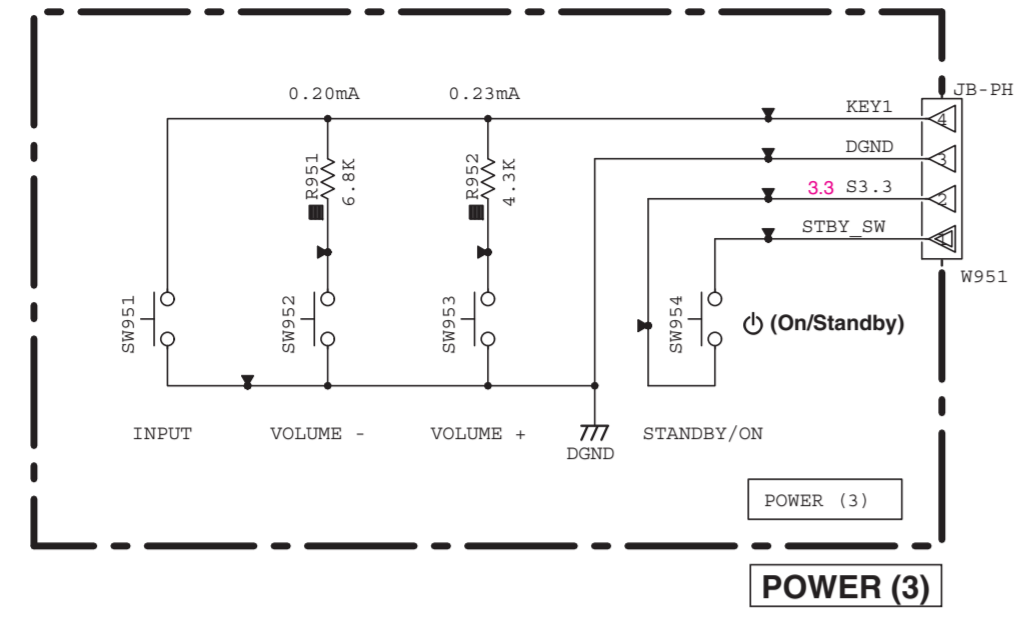 0.20mA 0.23mA
JB-PH
KEY1 4
DGND 3
3.3 S3.3 2
STBY_SW 1
W951
R951 6.8K
R952 4.3K
SW951
SW952
SW953
SW954
(On/Standby)
INPUT VOLUME - VOLUME + STANDBY/ON
DGND
POWER (3)
POWER (3)